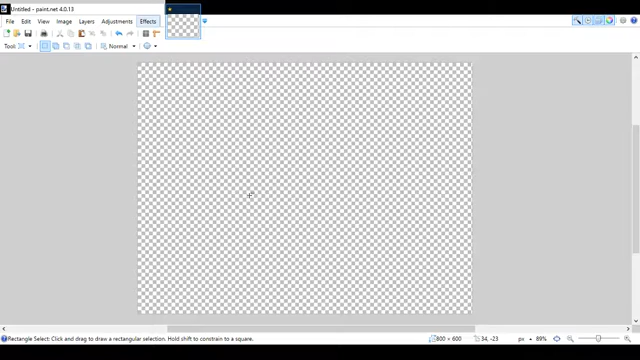 Untitled - paint.net 4.0.13
File Edit View Image Layers Adjustments Effects
Tool: Normal
Rectangle Select: Click and drag to draw a rectangular selection. Hold shift to constrain to a square. 800 × 600 34, -23 px 89%